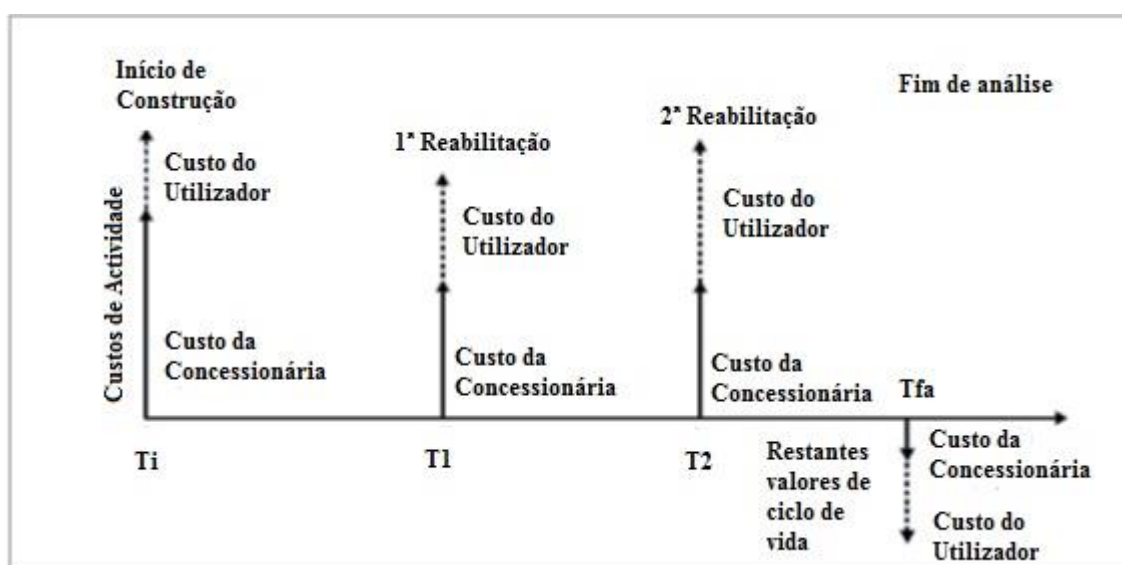 Início de
Construção
Fim de análise
2ª Reabilitação
1ª Reabilitação
Custo do
Utilizador
Custo do
Utilizador
Custo do
Utilizador
Custos de Actividade
Custo da
Concessionária
Custo da
Concessionária
Custo da
Concessionária
Tfa
Ti
T1
T2
Restantes
valores de
ciclo de
vida
Custo da
Concessionária
Custo do
Utilizador